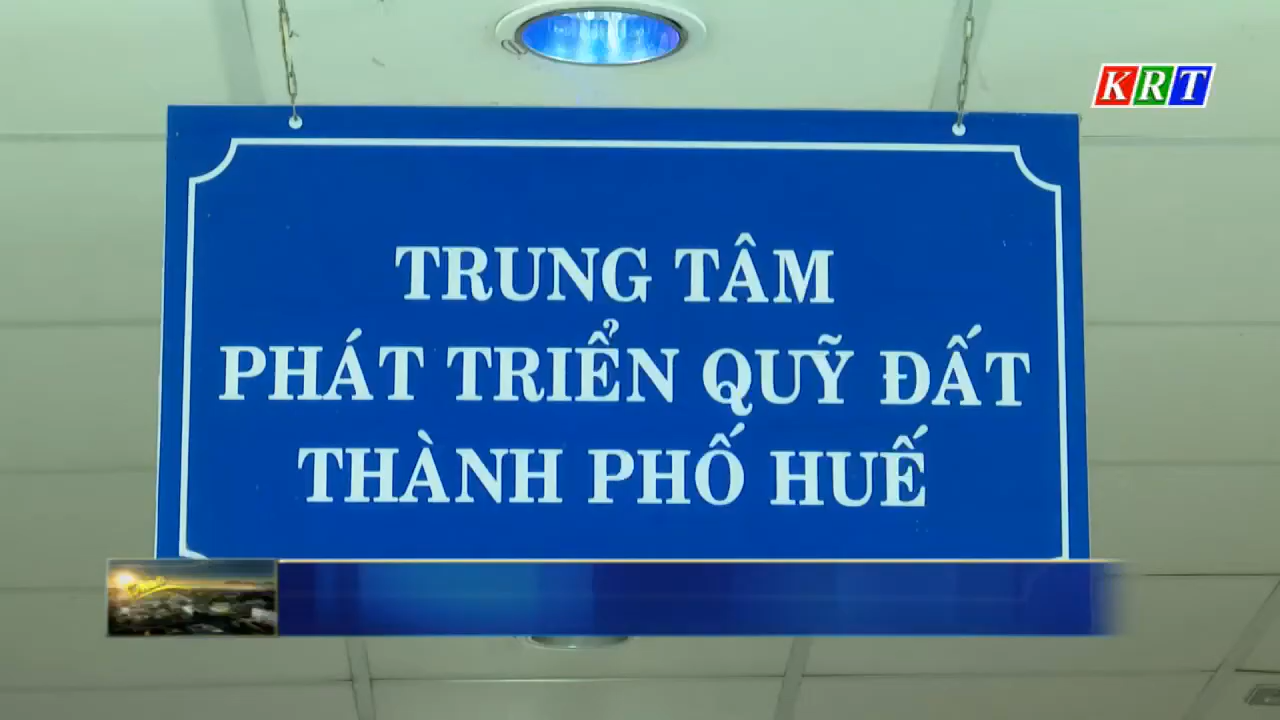 KRT
TRUNG TÂM
PHÁT TRIỂN QUỸ ĐẤT
THÀNH PHỐ HUẾ